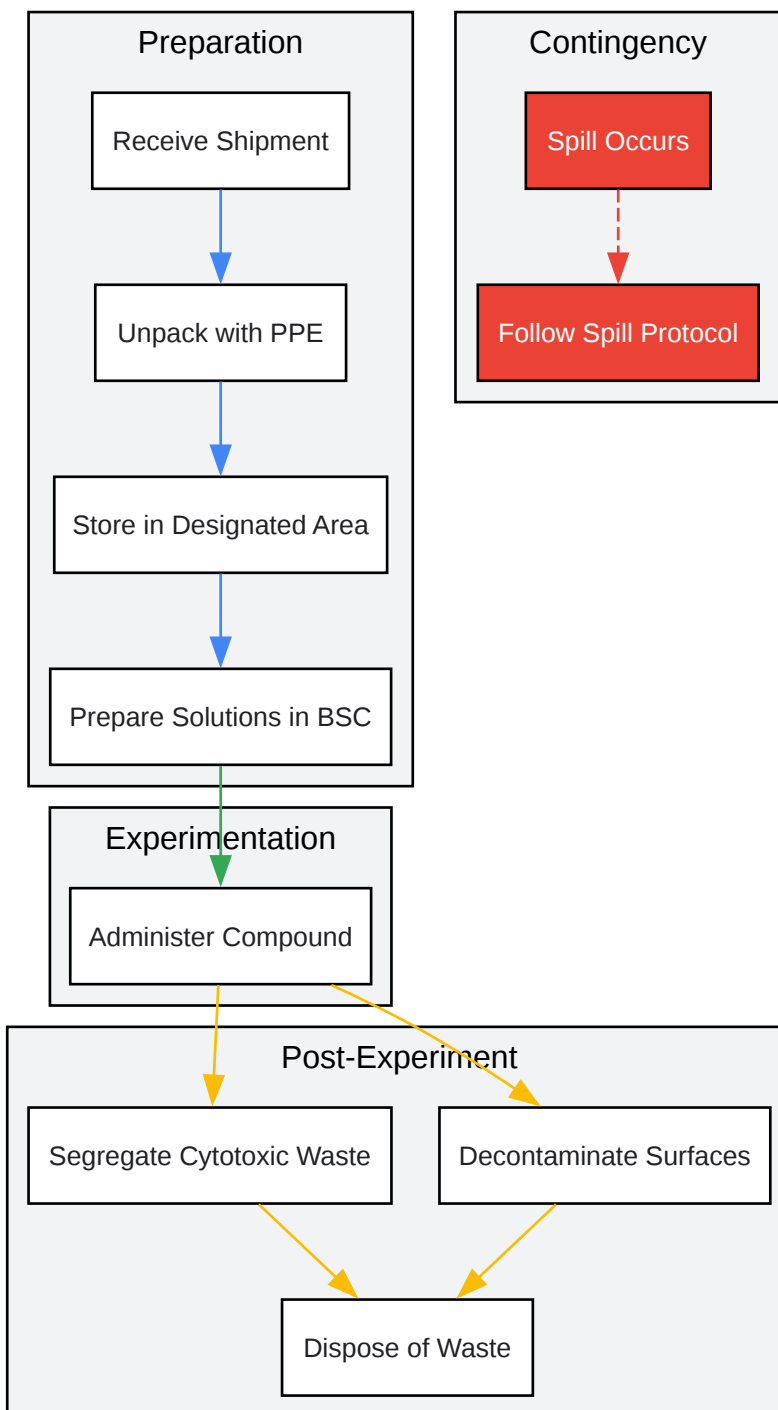 Preparation
Receive Shipment
Unpack with PPE
Store in Designated Area
Prepare Solutions in BSC
Contingency
Spill Occurs
Follow Spill Protocol
Experimentation
Administer Compound
Post-Experiment
Segregate Cytotoxic Waste
Decontaminate Surfaces
Dispose of Waste